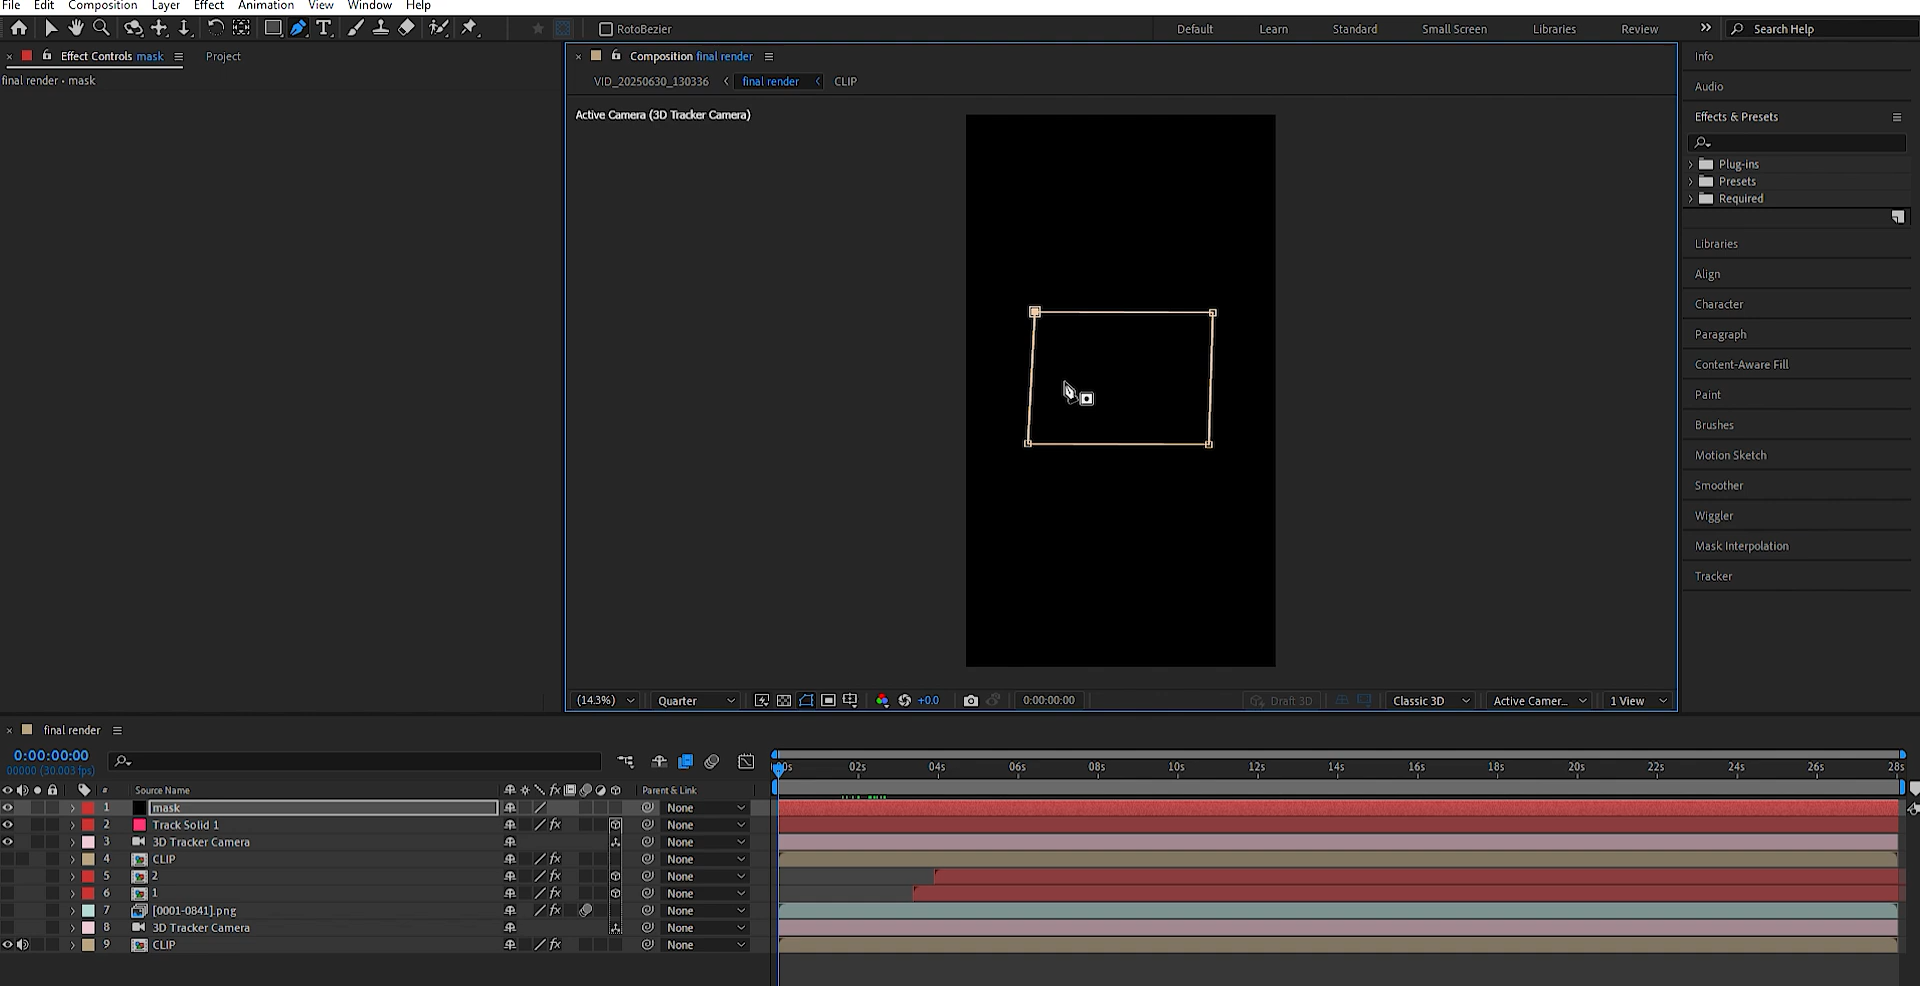 File Edit Composition Layer Effect Animation View Window Help
RotoBezier Default Learn Standard Small Screen Libraries Review Search Help
Effect Controls mask Project
final render • mask
Composition final render
VID_20250630_130336 final render CLIP
Active Camera (3D Tracker Camera)
Info
Audio
Effects & Presets
Plug-ins
Presets
Required
Libraries
Align
Character
Paragraph
Content-Aware Fill
Paint
Brushes
Motion Sketch
Smoother
Wiggler
Mask Interpolation
Tracker
(14.3%) Quarter +0.0 0:00:00:00 Draft 3D Classic 3D Active Camer... 1 View
final render
0:00:00:00
00000 (30.003 fps)
02s 04s 06s 08s 10s 12s 14s 16s 18s 20s 22s 24s 26s 28s
# Source Name fx Parent & Link
1 mask None
2 Track Solid 1 fx None
3 3D Tracker Camera None
4 CLIP fx None
5 2 fx None
6 1 fx None
7 [0001-0841].png fx None
8 3D Tracker Camera None
9 CLIP fx None